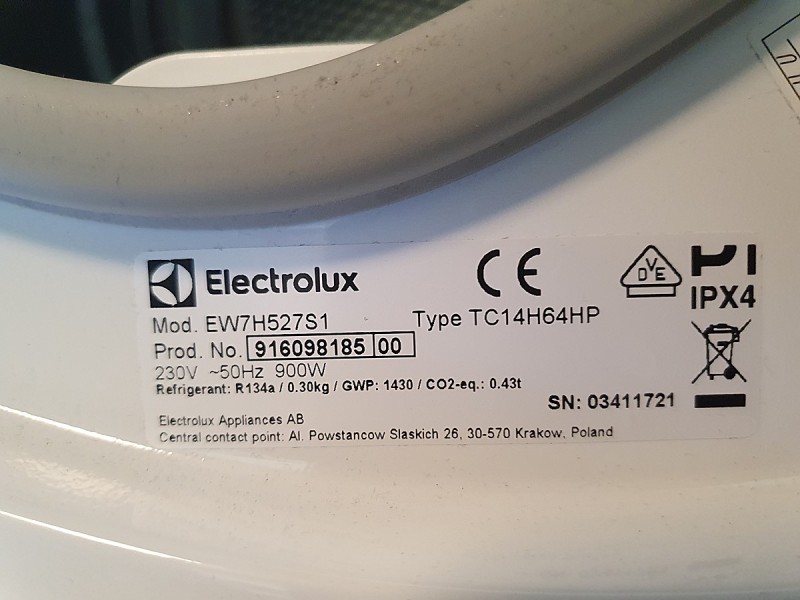 Electrolux CE DVE
IPX4
Mod. EW7H527S1 Type TC14H64HP
Prod. No. 916098185 00
230V ~50Hz 900W
Refrigerant: R134a / 0.30kg / GWP: 1430 / CO2-eq.: 0.43t
SN: 03411721
Electrolux Appliances AB
Central contact point: Al. Powstancow Slaskich 26, 30-570 Krakow, Poland